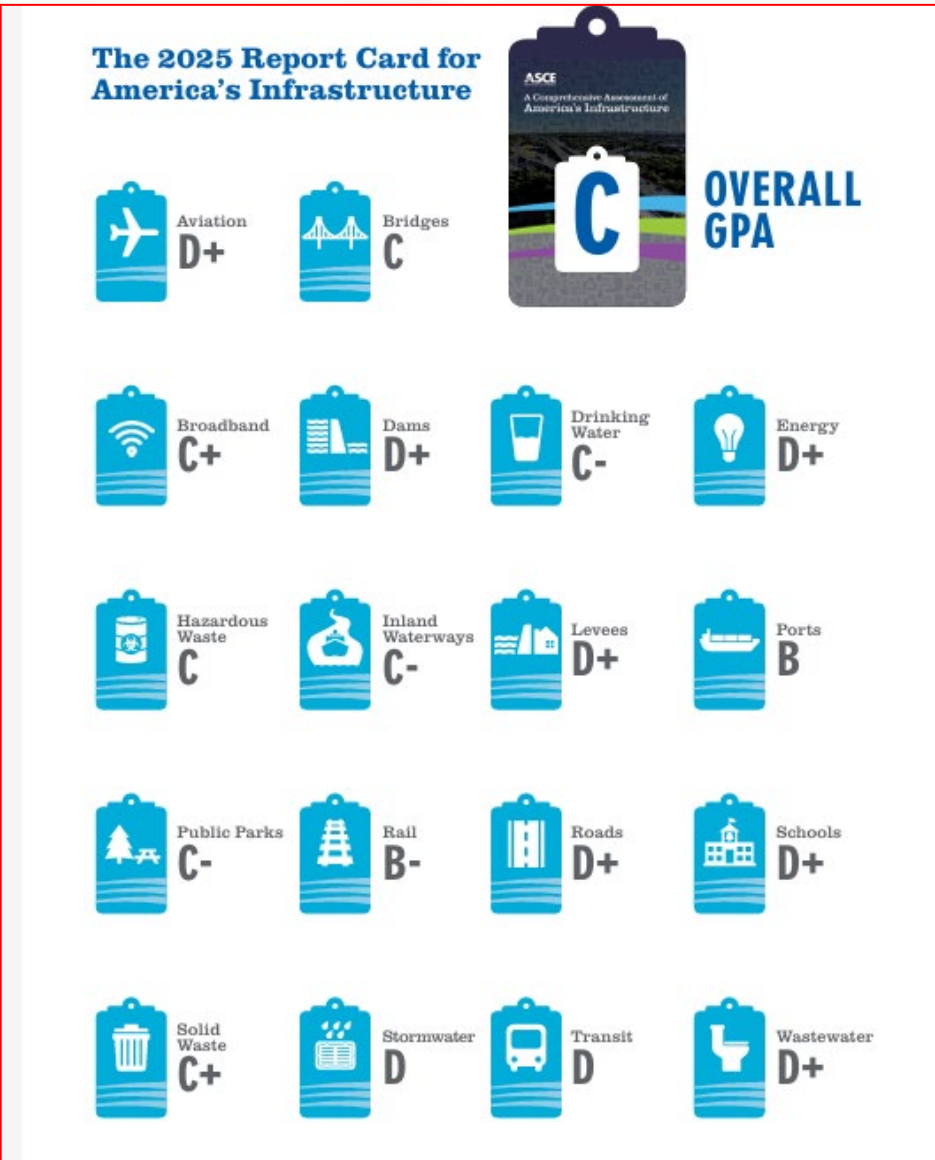 The 2025 Report Card for
America's Infrastructure
ASCE
A Comprehensive Assessment of
America's Infrastructure
C
OVERALL
GPA
Aviation
D+
Bridges
C
Broadband
C+
Dams
D+
Drinking
Water
C-
Energy
D+
Hazardous
Waste
C
Inland
Waterways
C-
Levees
D+
Ports
B
Public Parks
C-
Rail
B-
Roads
D+
Schools
D+
Solid
Waste
C+
Stormwater
D
Transit
D
Wastewater
D+